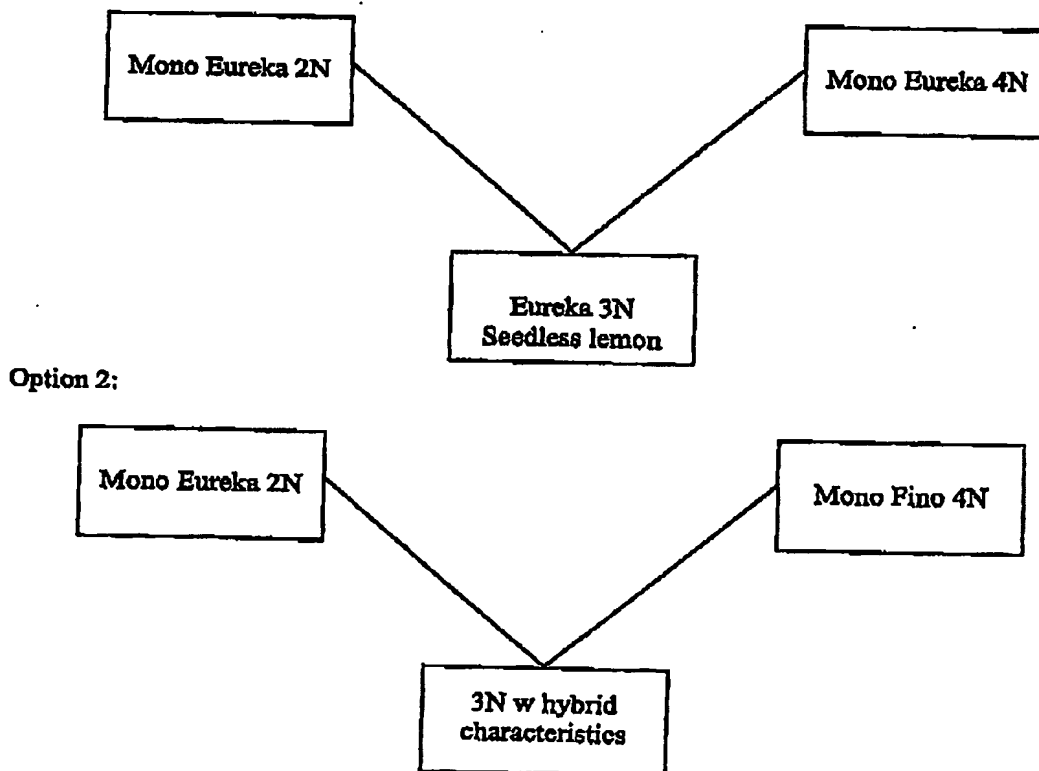 Mono Eureka 2N
Mono Eureka 4N
Eureka 3N
Seedless lemon
Option 2:
Mono Eureka 2N
Mono Fino 4N
3N w hybrid
characteristics